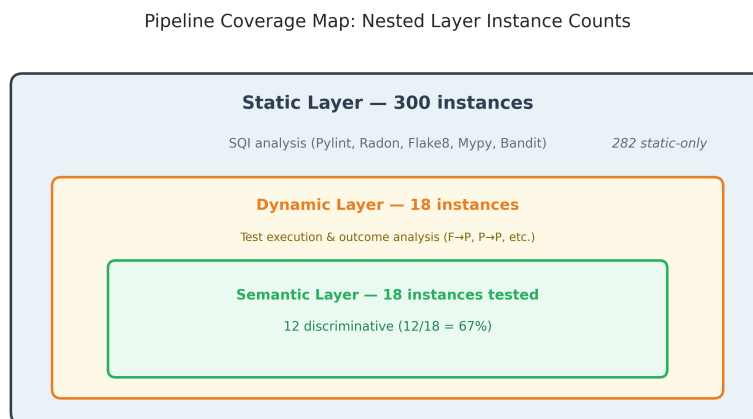 Pipeline Coverage Map: Nested Layer Instance Counts
Static Layer — 300 instances
SQI analysis (Pylint, Radon, Flake8, Mypy, Bandit)
282 static-only
Dynamic Layer — 18 instances
Test execution & outcome analysis (F→P, P→P, etc.)
Semantic Layer — 18 instances tested
12 discriminative (12/18 = 67%)